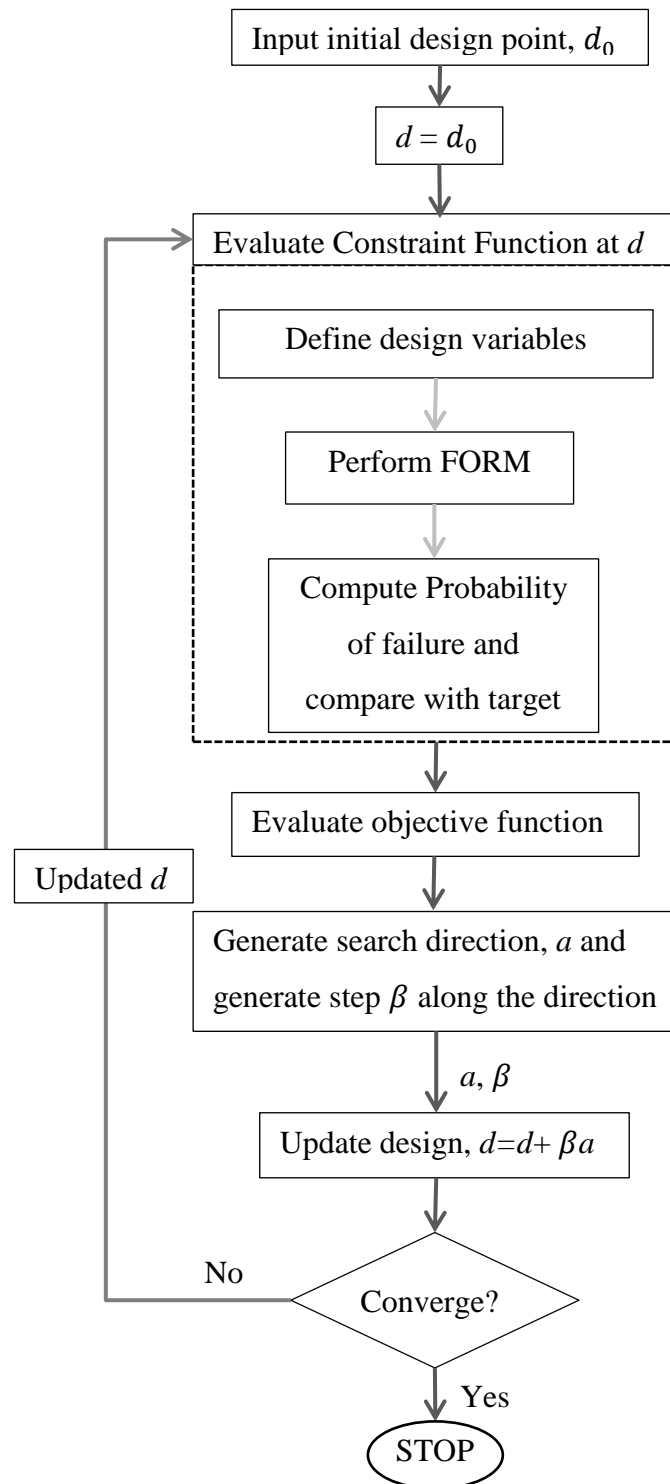 Input initial design point, d₀
d = d₀
Evaluate Constraint Function at d
Define design variables
Perform FORM
Compute Probability
of failure and
compare with target
Evaluate objective function
Updated d
Generate search direction, a and
generate step β along the direction
a, β
Update design, d=d+ βa
No
Converge?
Yes
STOP